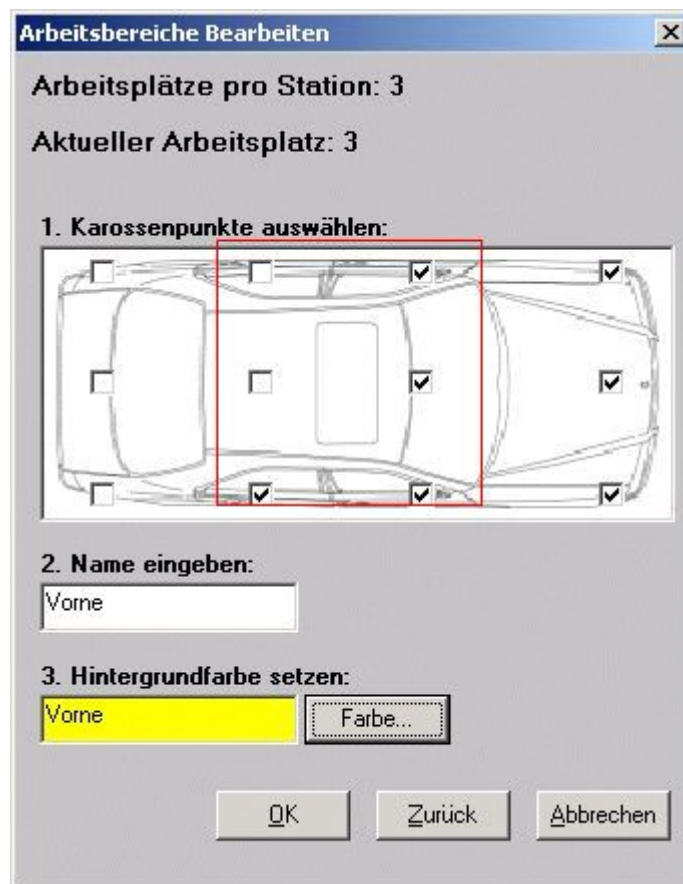 Arbeitsbereiche Bearbeiten
Arbeitsplätze pro Station: 3
Aktueller Arbeitsplatz: 3
1. Karossenpunkte auswählen:
2. Name eingeben:
Vorne
3. Hintergrundfarbe setzen:
Vorne
Farbe...
OK Zurück Abbrechen